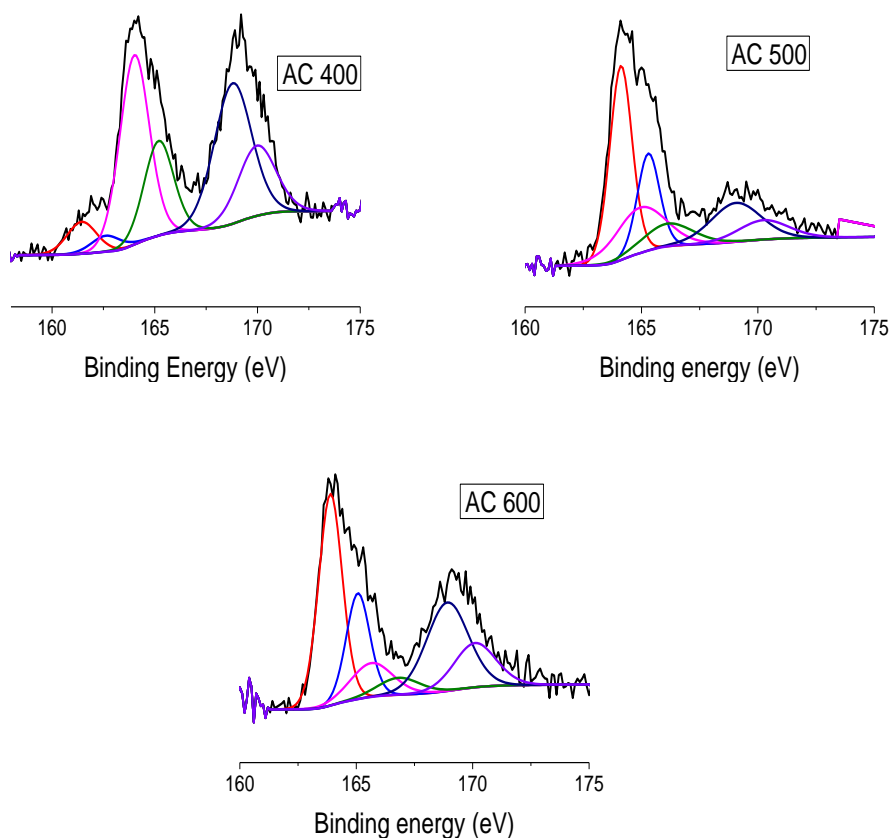 AC 400
160 165 170 175
Binding Energy (eV)
AC 500
160 165 170 175
Binding energy (eV)
AC 600
160 165 170 175
Binding energy (eV)